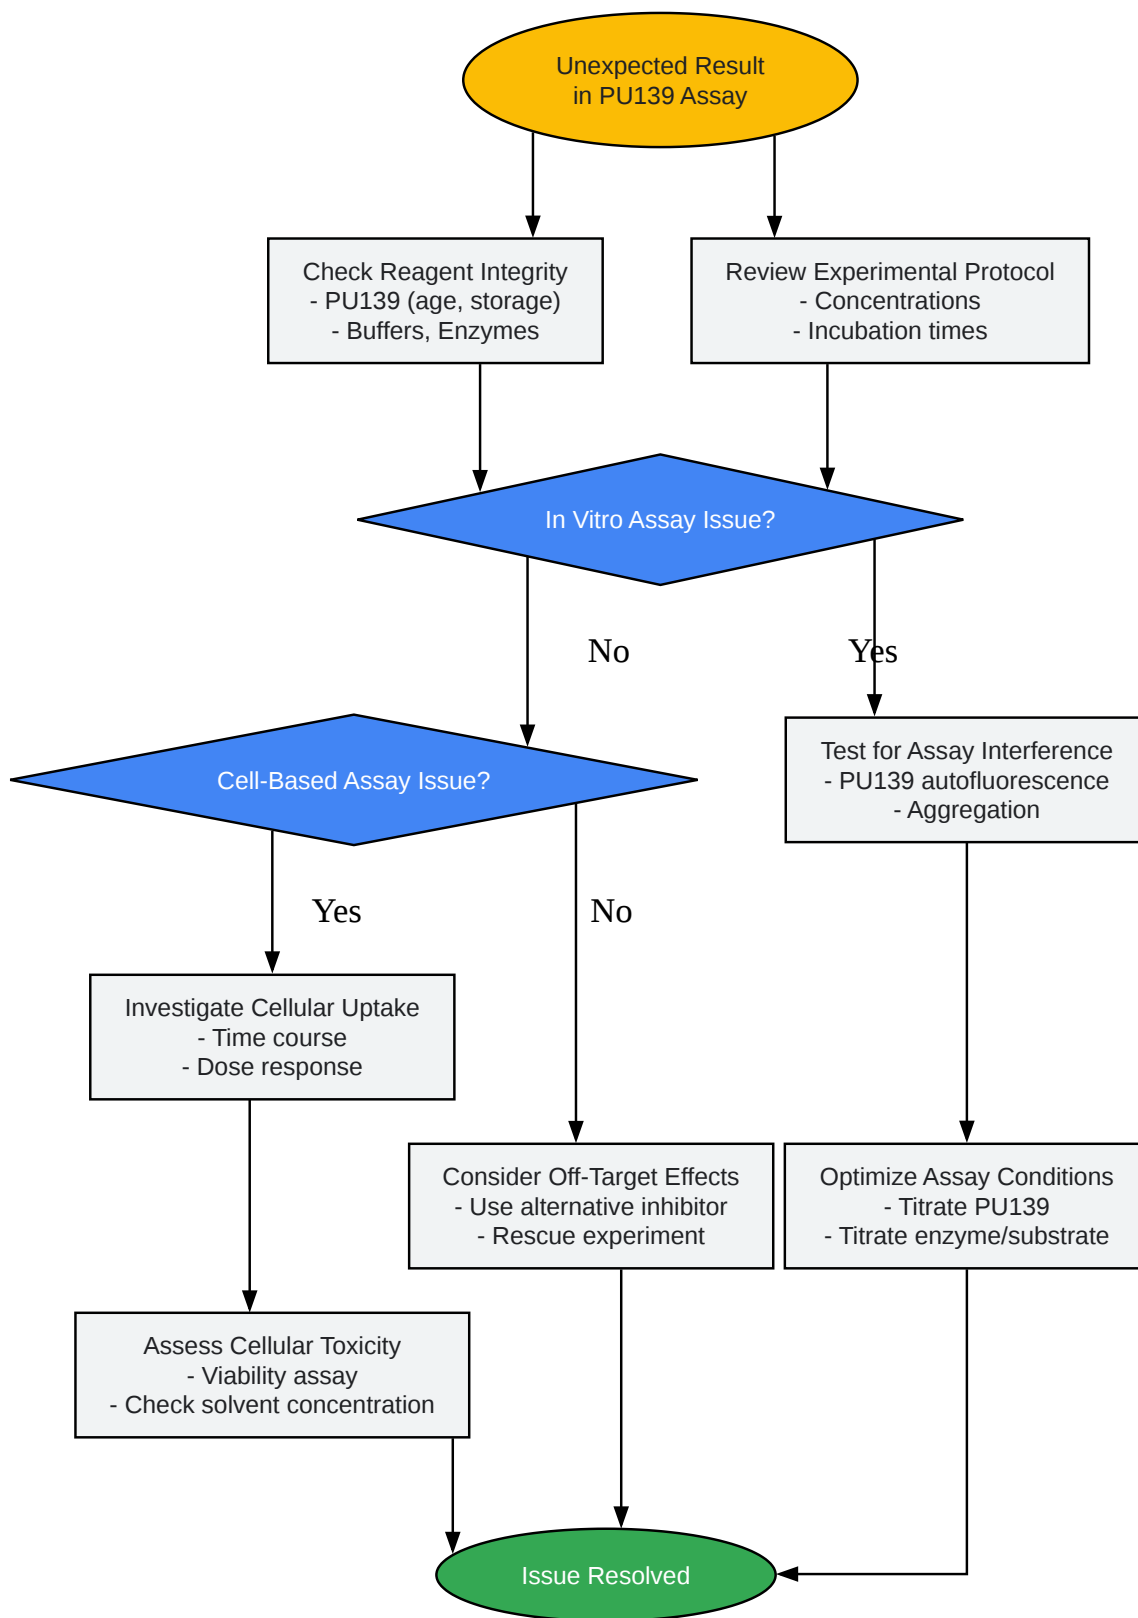 Unexpected Result
in PU139 Assay
Check Reagent Integrity
- PU139 (age, storage)
- Buffers, Enzymes
Review Experimental Protocol
- Concentrations
- Incubation times
In Vitro Assay Issue?
No
Yes
Cell-Based Assay Issue?
Test for Assay Interference
- PU139 autofluorescence
- Aggregation
Yes
No
Investigate Cellular Uptake
- Time course
- Dose response
Consider Off-Target Effects
- Use alternative inhibitor
- Rescue experiment
Optimize Assay Conditions
- Titrate PU139
- Titrate enzyme/substrate
Assess Cellular Toxicity
- Viability assay
- Check solvent concentration
Issue Resolved